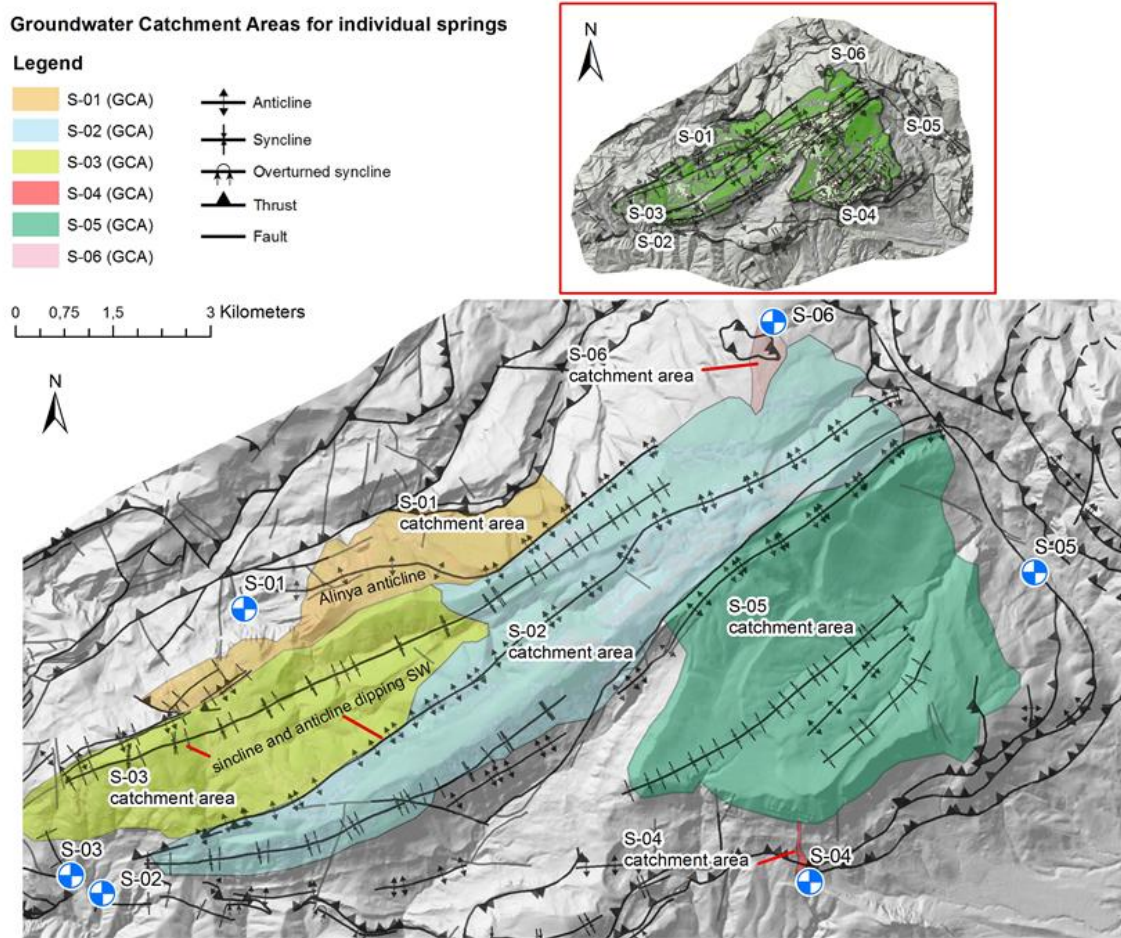 Groundwater Catchment Areas for individual springs
Legend
S-01 (GCA)
S-02 (GCA)
S-03 (GCA)
S-04 (GCA)
S-05 (GCA)
S-06 (GCA)
Anticline
Syncline
Overturned syncline
Thrust
Fault
0 0,75 1,5 3 Kilometers
N
N
S-06
S-01
S-05
S-03
S-04
S-02
S-06
S-06
catchment area
S-01
catchment area
S-01
Alinya anticline
S-05
S-02
catchment area
S-05
catchment area
sincline and anticline dipping SW
S-03
catchment area
S-04
catchment area
S-03
S-02
S-04